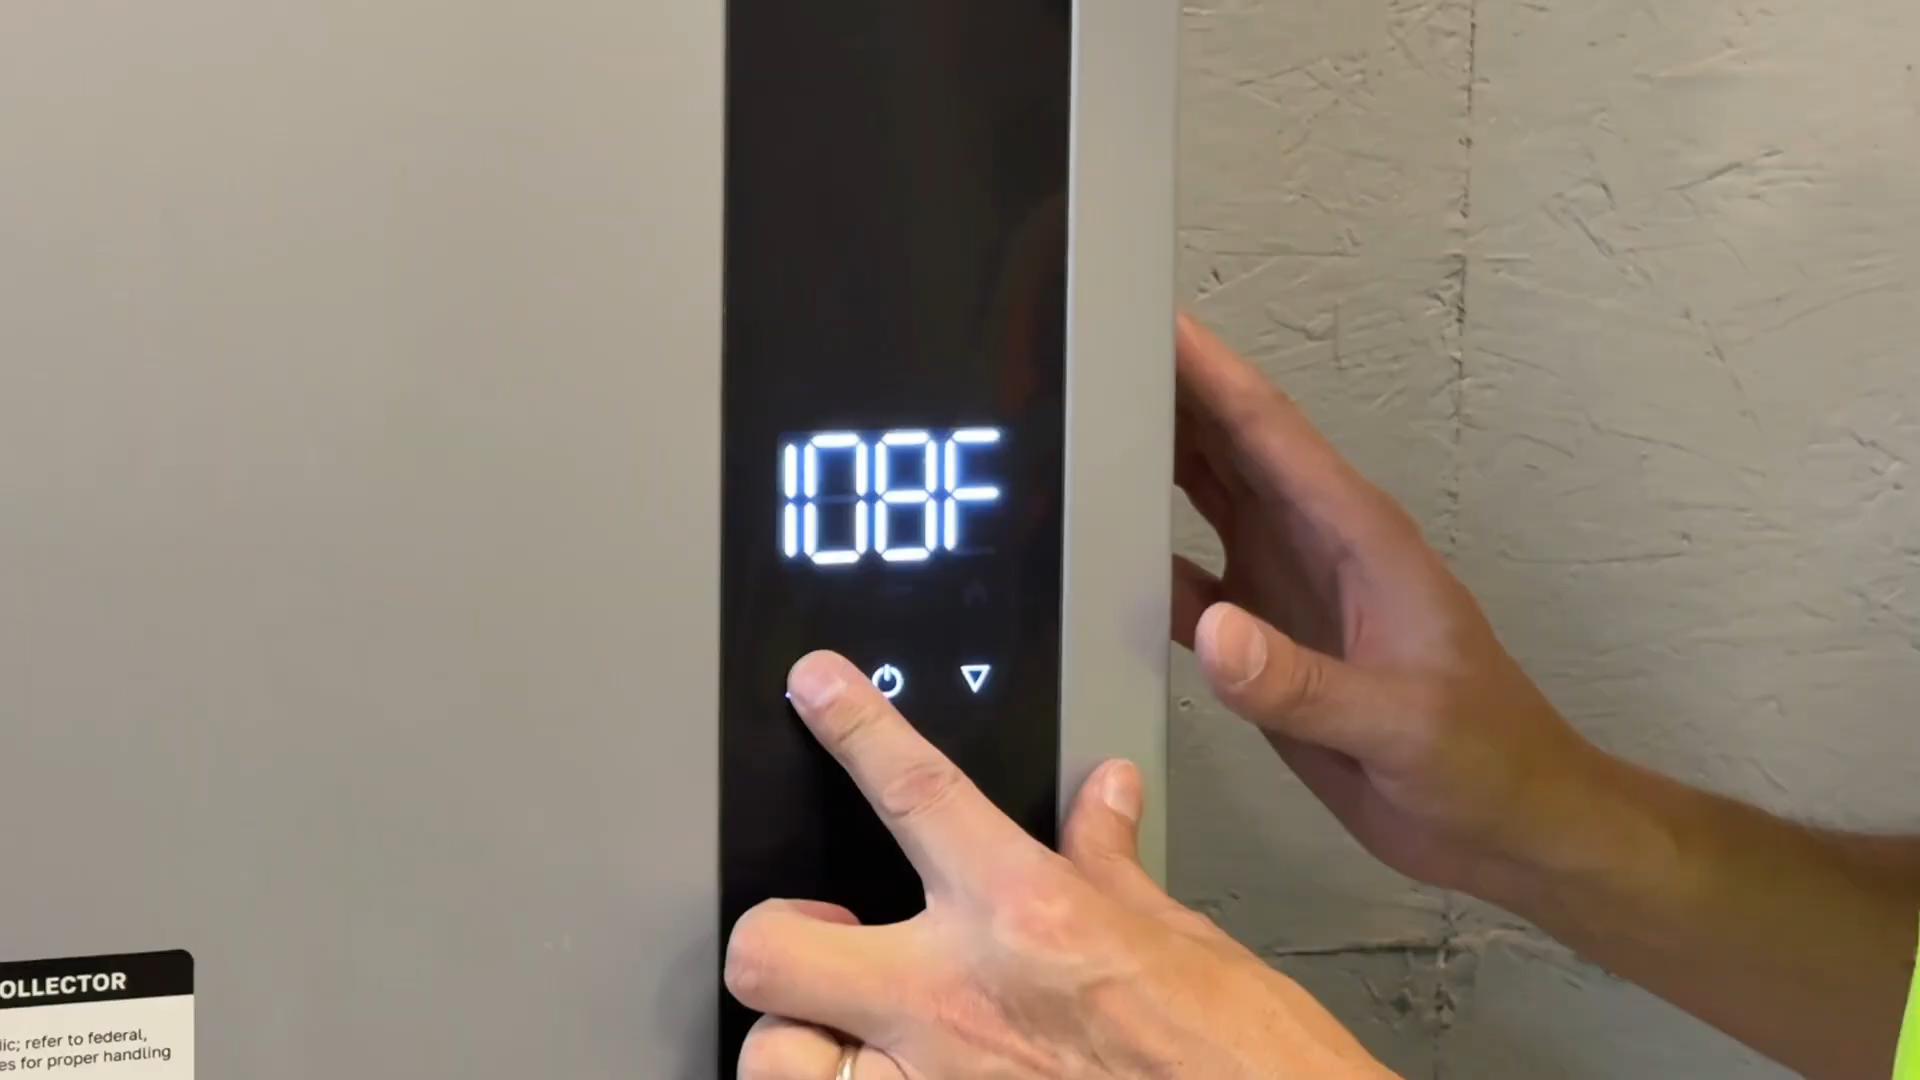 108F
OLLECTOR
lic; refer to federal,
es for proper handling